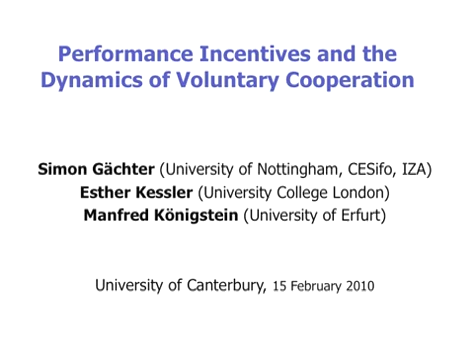 Performance Incentives and the
Dynamics of Voluntary Cooperation
Simon Gächter (University of Nottingham, CESifo, IZA)
Esther Kessler (University College London)
Manfred Königstein (University of Erfurt)
University of Canterbury, 15 February 2010